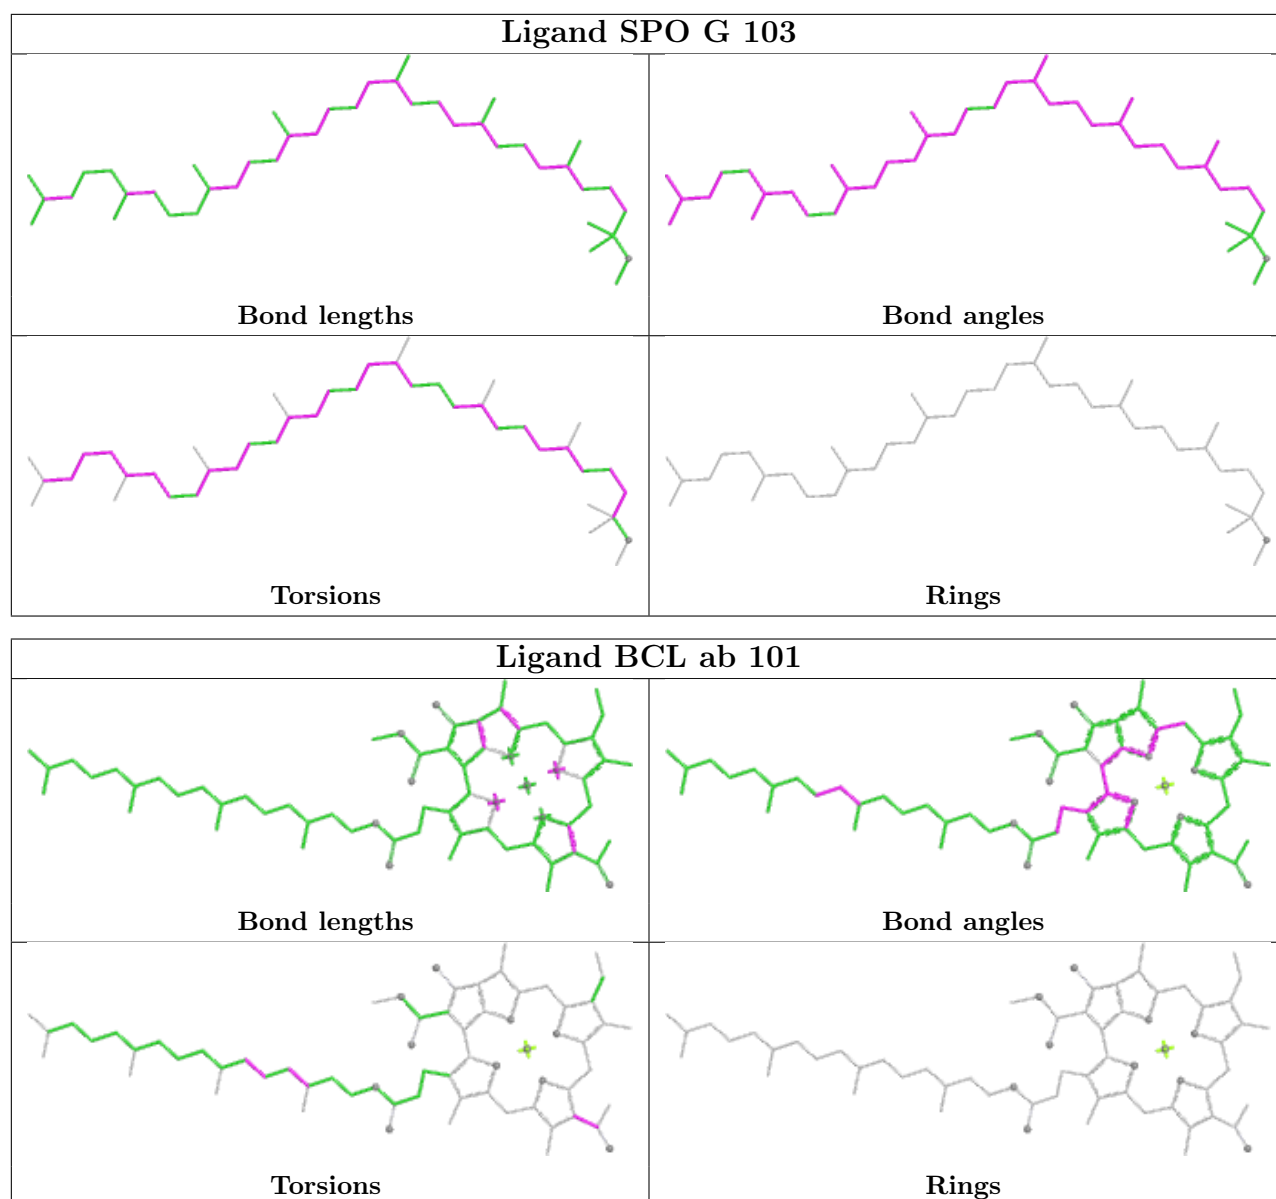 Ligand SPO G 103
Bond lengths
Bond angles
Torsions
Rings
Ligand BCL ab 101
Bond lengths
Bond angles
Torsions
Rings